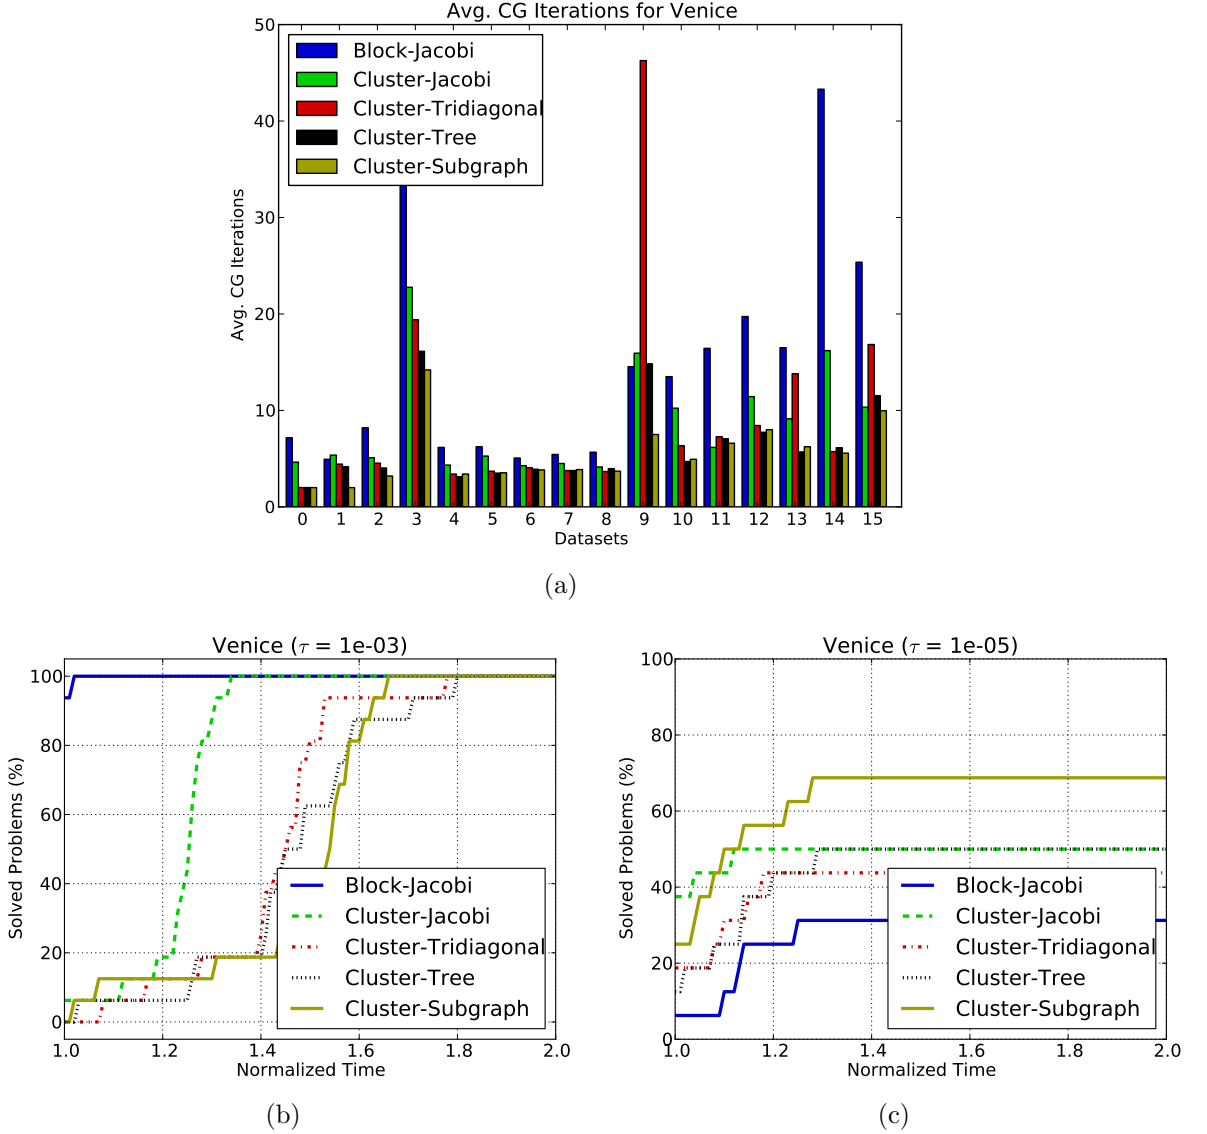 Avg. CG Iterations for Venice
50
40
30
20
10
0
Avg. CG Iterations
Block-Jacobi
Cluster-Jacobi
Cluster-Tridiagonal
Cluster-Tree
Cluster-Subgraph
0 1 2 3 4 5 6 7 8 9 10 11 12 13 14 15
Datasets
(a)
Venice (τ = 1e-03)
100
80
60
40
20
0
Solved Problems (%)
Block-Jacobi
Cluster-Jacobi
Cluster-Tridiagonal
Cluster-Tree
Cluster-Subgraph
1.0 1.2 1.4 1.6 1.8 2.0
Normalized Time
(b)
Venice (τ = 1e-05)
100
80
60
40
20
0
Solved Problems (%)
Block-Jacobi
Cluster-Jacobi
Cluster-Tridiagonal
Cluster-Tree
Cluster-Subgraph
1.0 1.2 1.4 1.6 1.8 2.0
Normalized Time
(c)